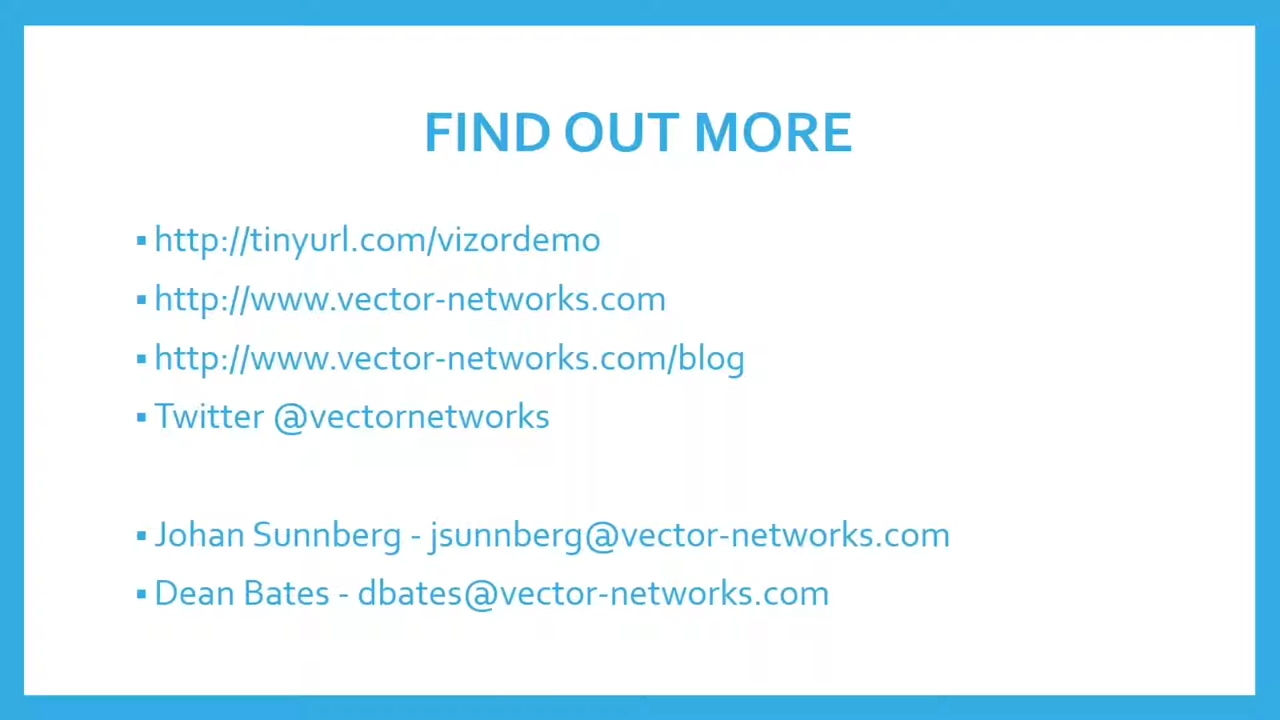 FIND OUT MORE
▪ http://tinyurl.com/vizordemo
▪ http://www.vector-networks.com
▪ http://www.vector-networks.com/blog
▪ Twitter @vectornetworks
▪ Johan Sunnberg - jsunnberg@vector-networks.com
▪ Dean Bates - dbates@vector-networks.com